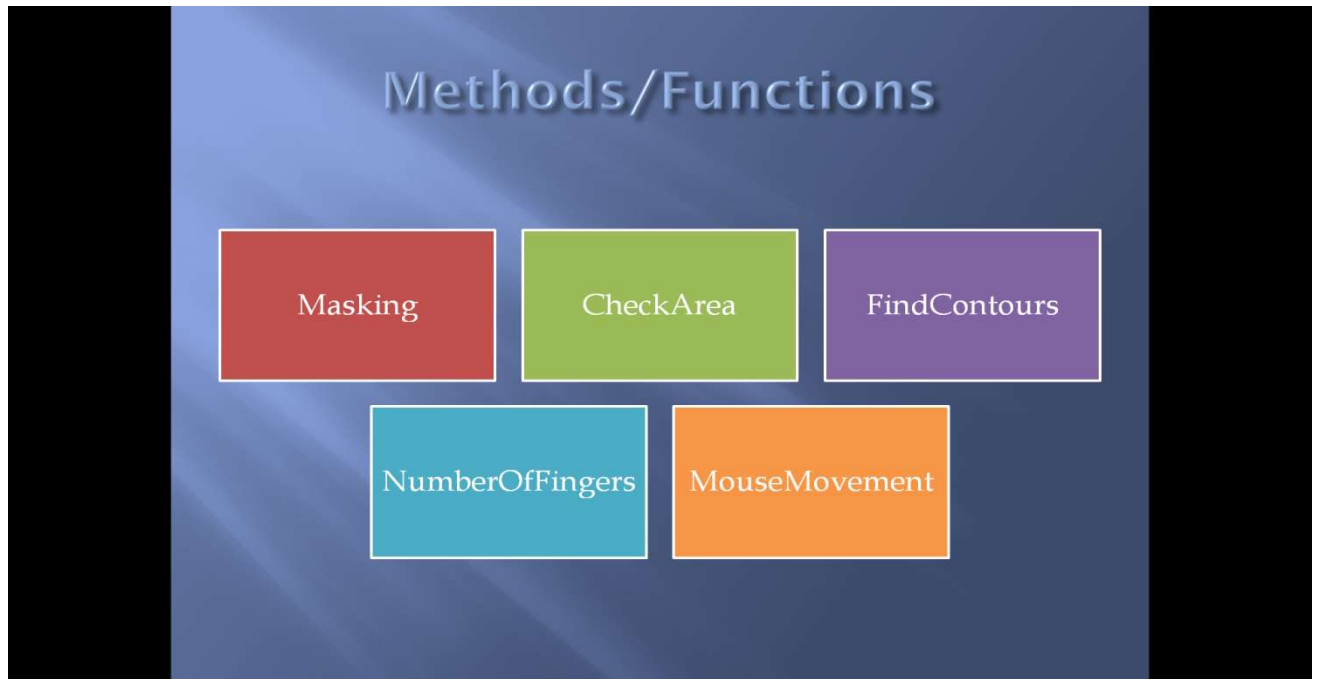 Methods/Functions
Masking
CheckArea
FindContours
NumberOfFingers
MouseMovement